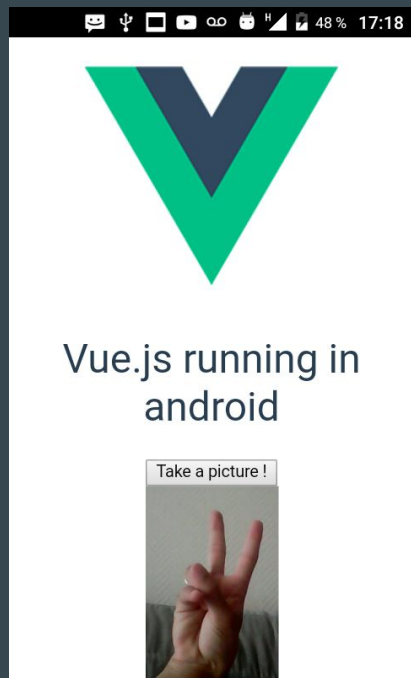 H 48 % 17:18
Vue.js running in
android
Take a picture !